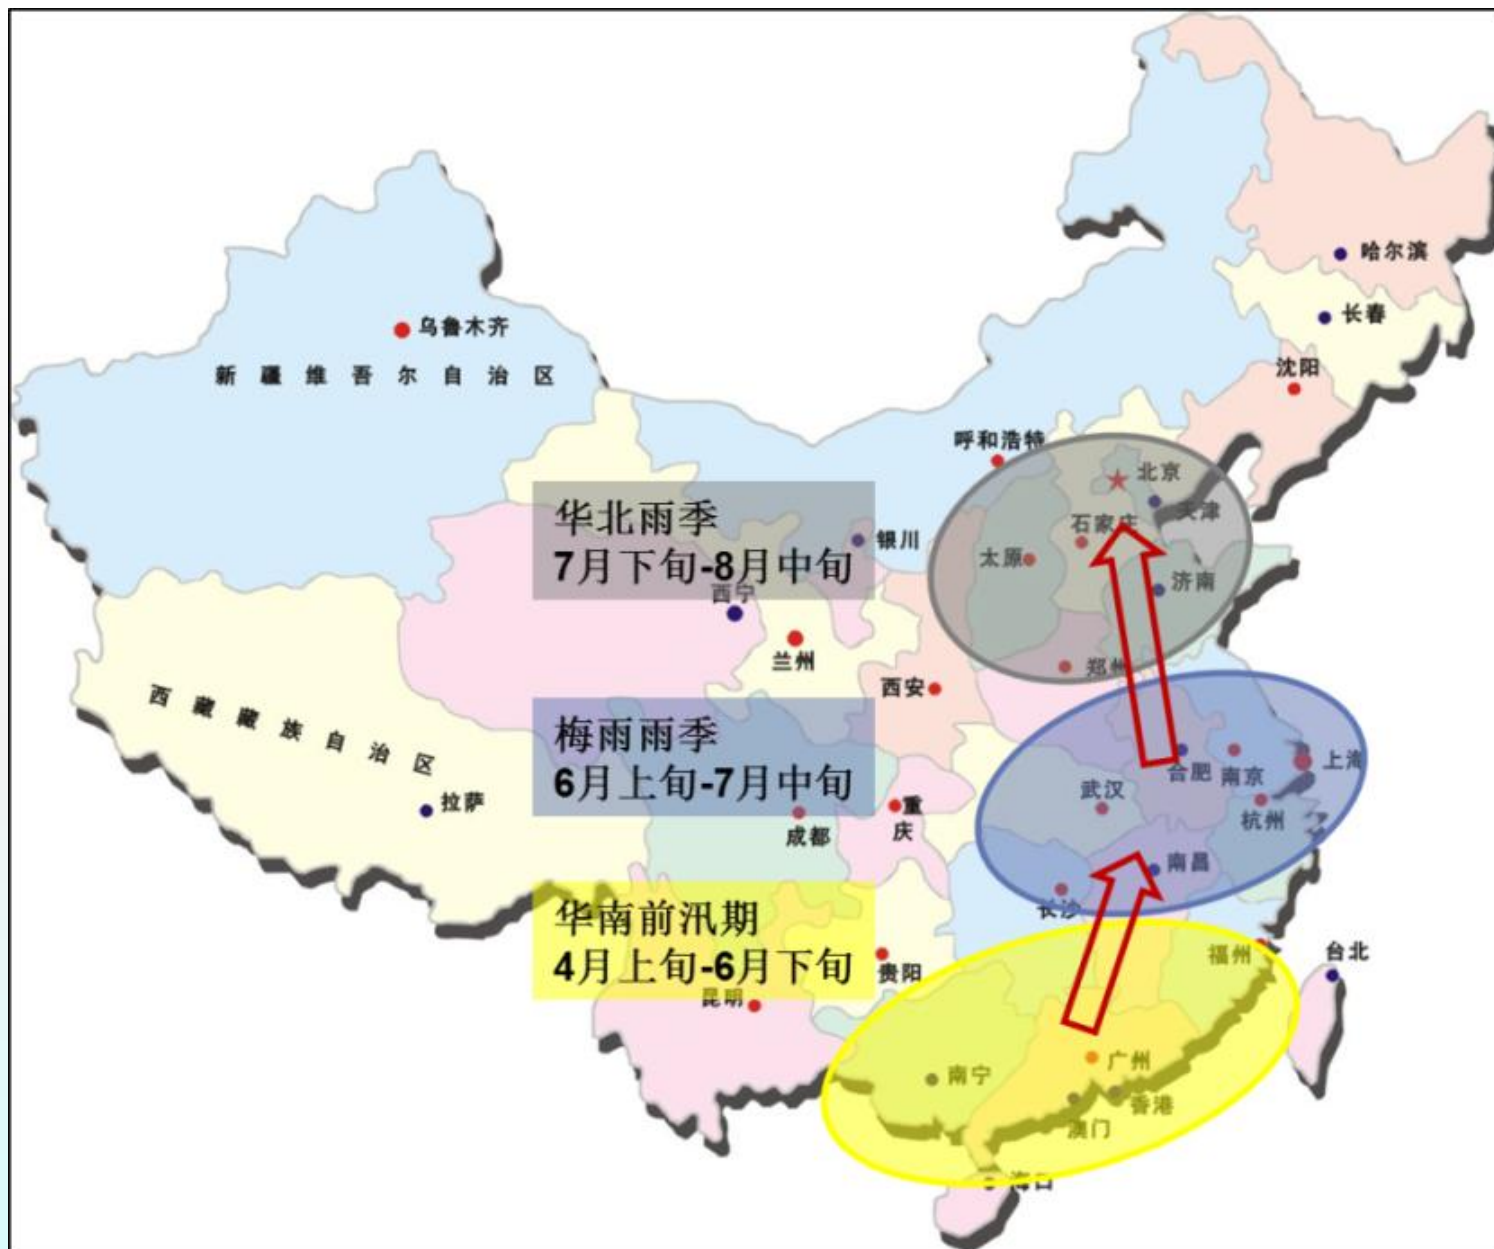 哈尔滨
长春
沈阳
乌鲁木齐
新疆维吾尔自治区
呼和浩特
北京
天津
石家庄
太原
济南
银川
华北雨季
7月下旬-8月中旬
西宁
兰州
郑州
西安
西藏藏族自治区
拉萨
梅雨雨季
6月上旬-7月中旬
合肥
南京
上海
武汉
杭州
重庆
成都
南昌
长沙
华南前汛期
4月上旬-6月下旬
福州
台北
贵阳
昆明
广州
南宁
香港
澳门
海口